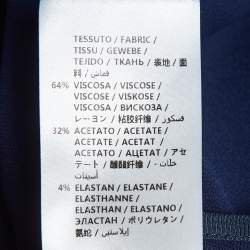 TESSUTO / FABRIC /
TISSU / GEWEBE /
TEJIDO / ТКАНЬ / 表地 / 面
料 / قماش
64% VISCOSA / VISCOSE /
VISCOSE / VISKOSE /
VISCOSA / ВИСКОЗА /
レーヨン / 粘胶纤维 / فسكوز
32% ACETATO / ACETATE /
ACETATE / ACETAT /
ACETATO / АЦЕТАТ / アセ
テート / 醋酯纤维 / خلات -
أسيتات
4% ELASTAN / ELASTANE /
ELASTHANNE /
ELASTHAN / ELASTANO /
ЭЛАСТАН / ポリウレタン /
氨纶 / إيلاستين